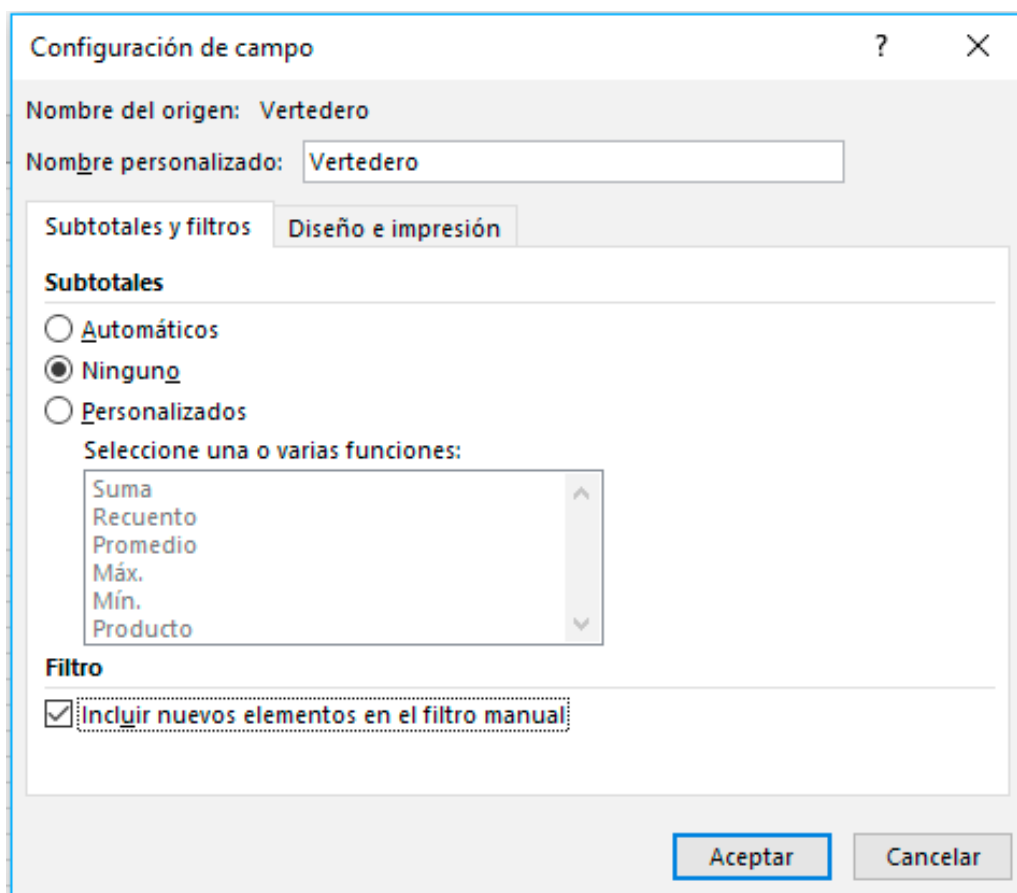 Configuración de campo ?
Nombre del origen: Vertedero
Nombre personalizado: Vertedero
Subtotales y filtros Diseño e impresión
Subtotales
Automáticos
Ninguno
Personalizados
Seleccione una o varias funciones:
Suma
Recuento
Promedio
Máx.
Mín.
Producto
Filtro
Incluir nuevos elementos en el filtro manual
Aceptar Cancelar